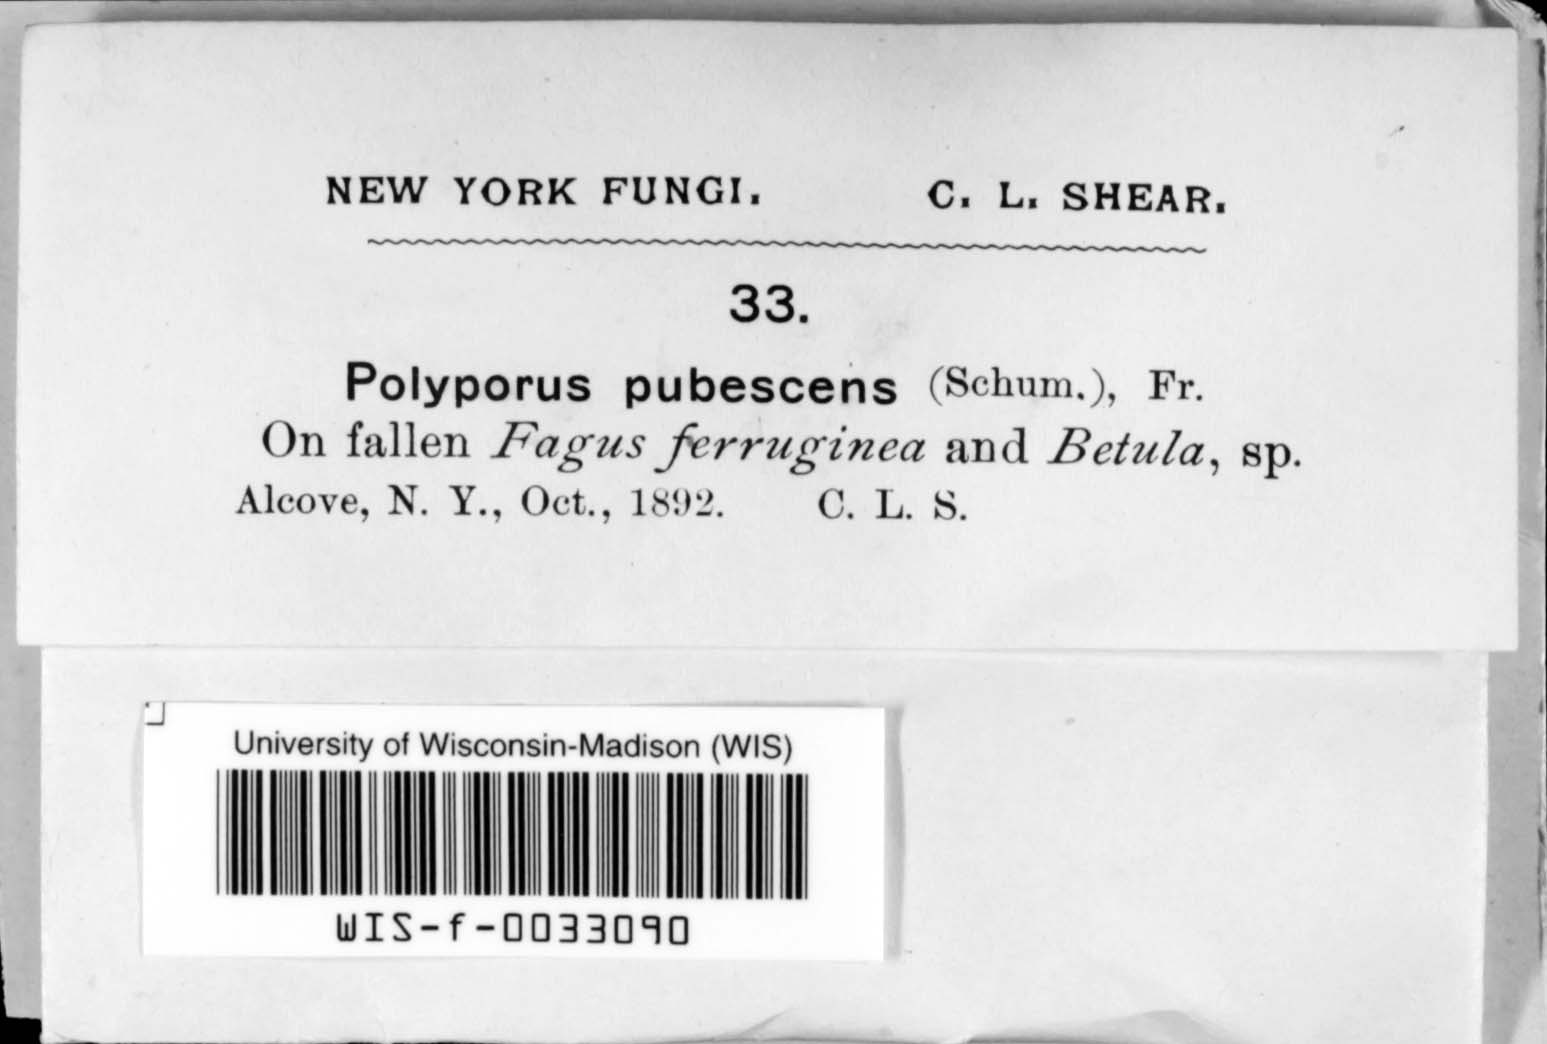 NEW YORK FUNGI. C. L. SHEAR.
33.
Polyporus pubescens (Schum.), Fr.
On fallen Fagus ferruginea and Betula, sp.
Alcove, N. Y., Oct., 1892. C. L. S.
University of Wisconsin-Madison (WIS)
WIS-f-0033090